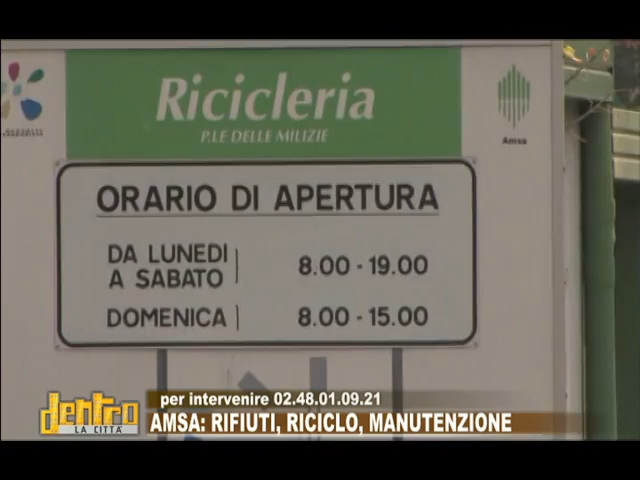 Ricicleria
P.LE DELLE MILIZIE
Amsa
ORARIO DI APERTURA
DA LUNEDI
A SABATO
8.00 - 19.00
DOMENICA
8.00 - 15.00
per intervenire 02.48.01.09.21
dentro
LA CITTÀ
AMSA: RIFIUTI, RICICLO, MANUTENZIONE